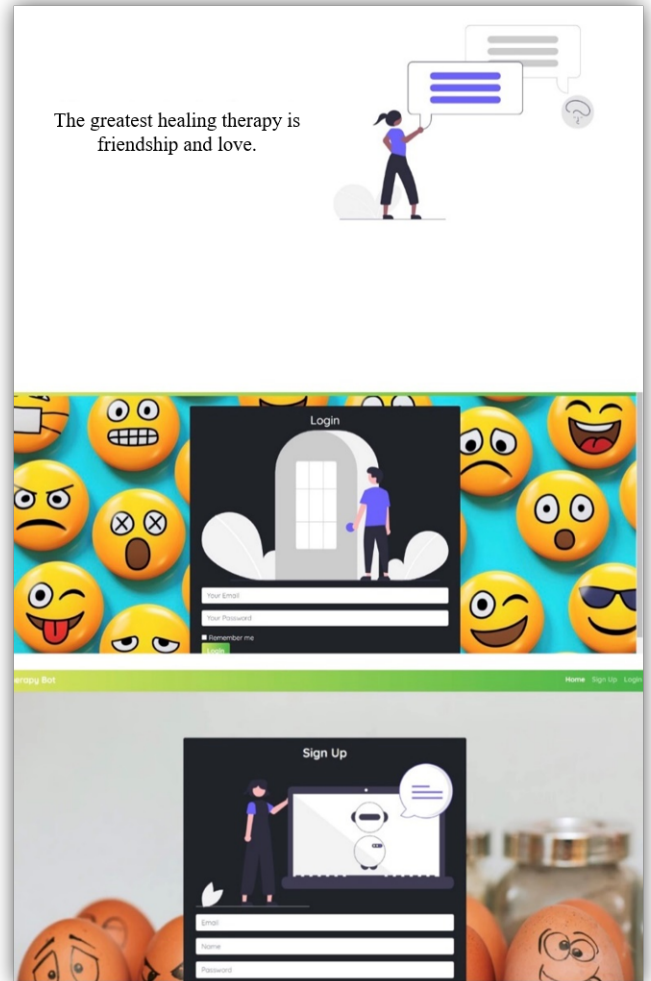 The greatest healing therapy is
friendship and love.
Login
Your Email
Your Password
Remember me
Login
erapy Bot
Home Sign Up Login
Sign Up
Email
Name
Password